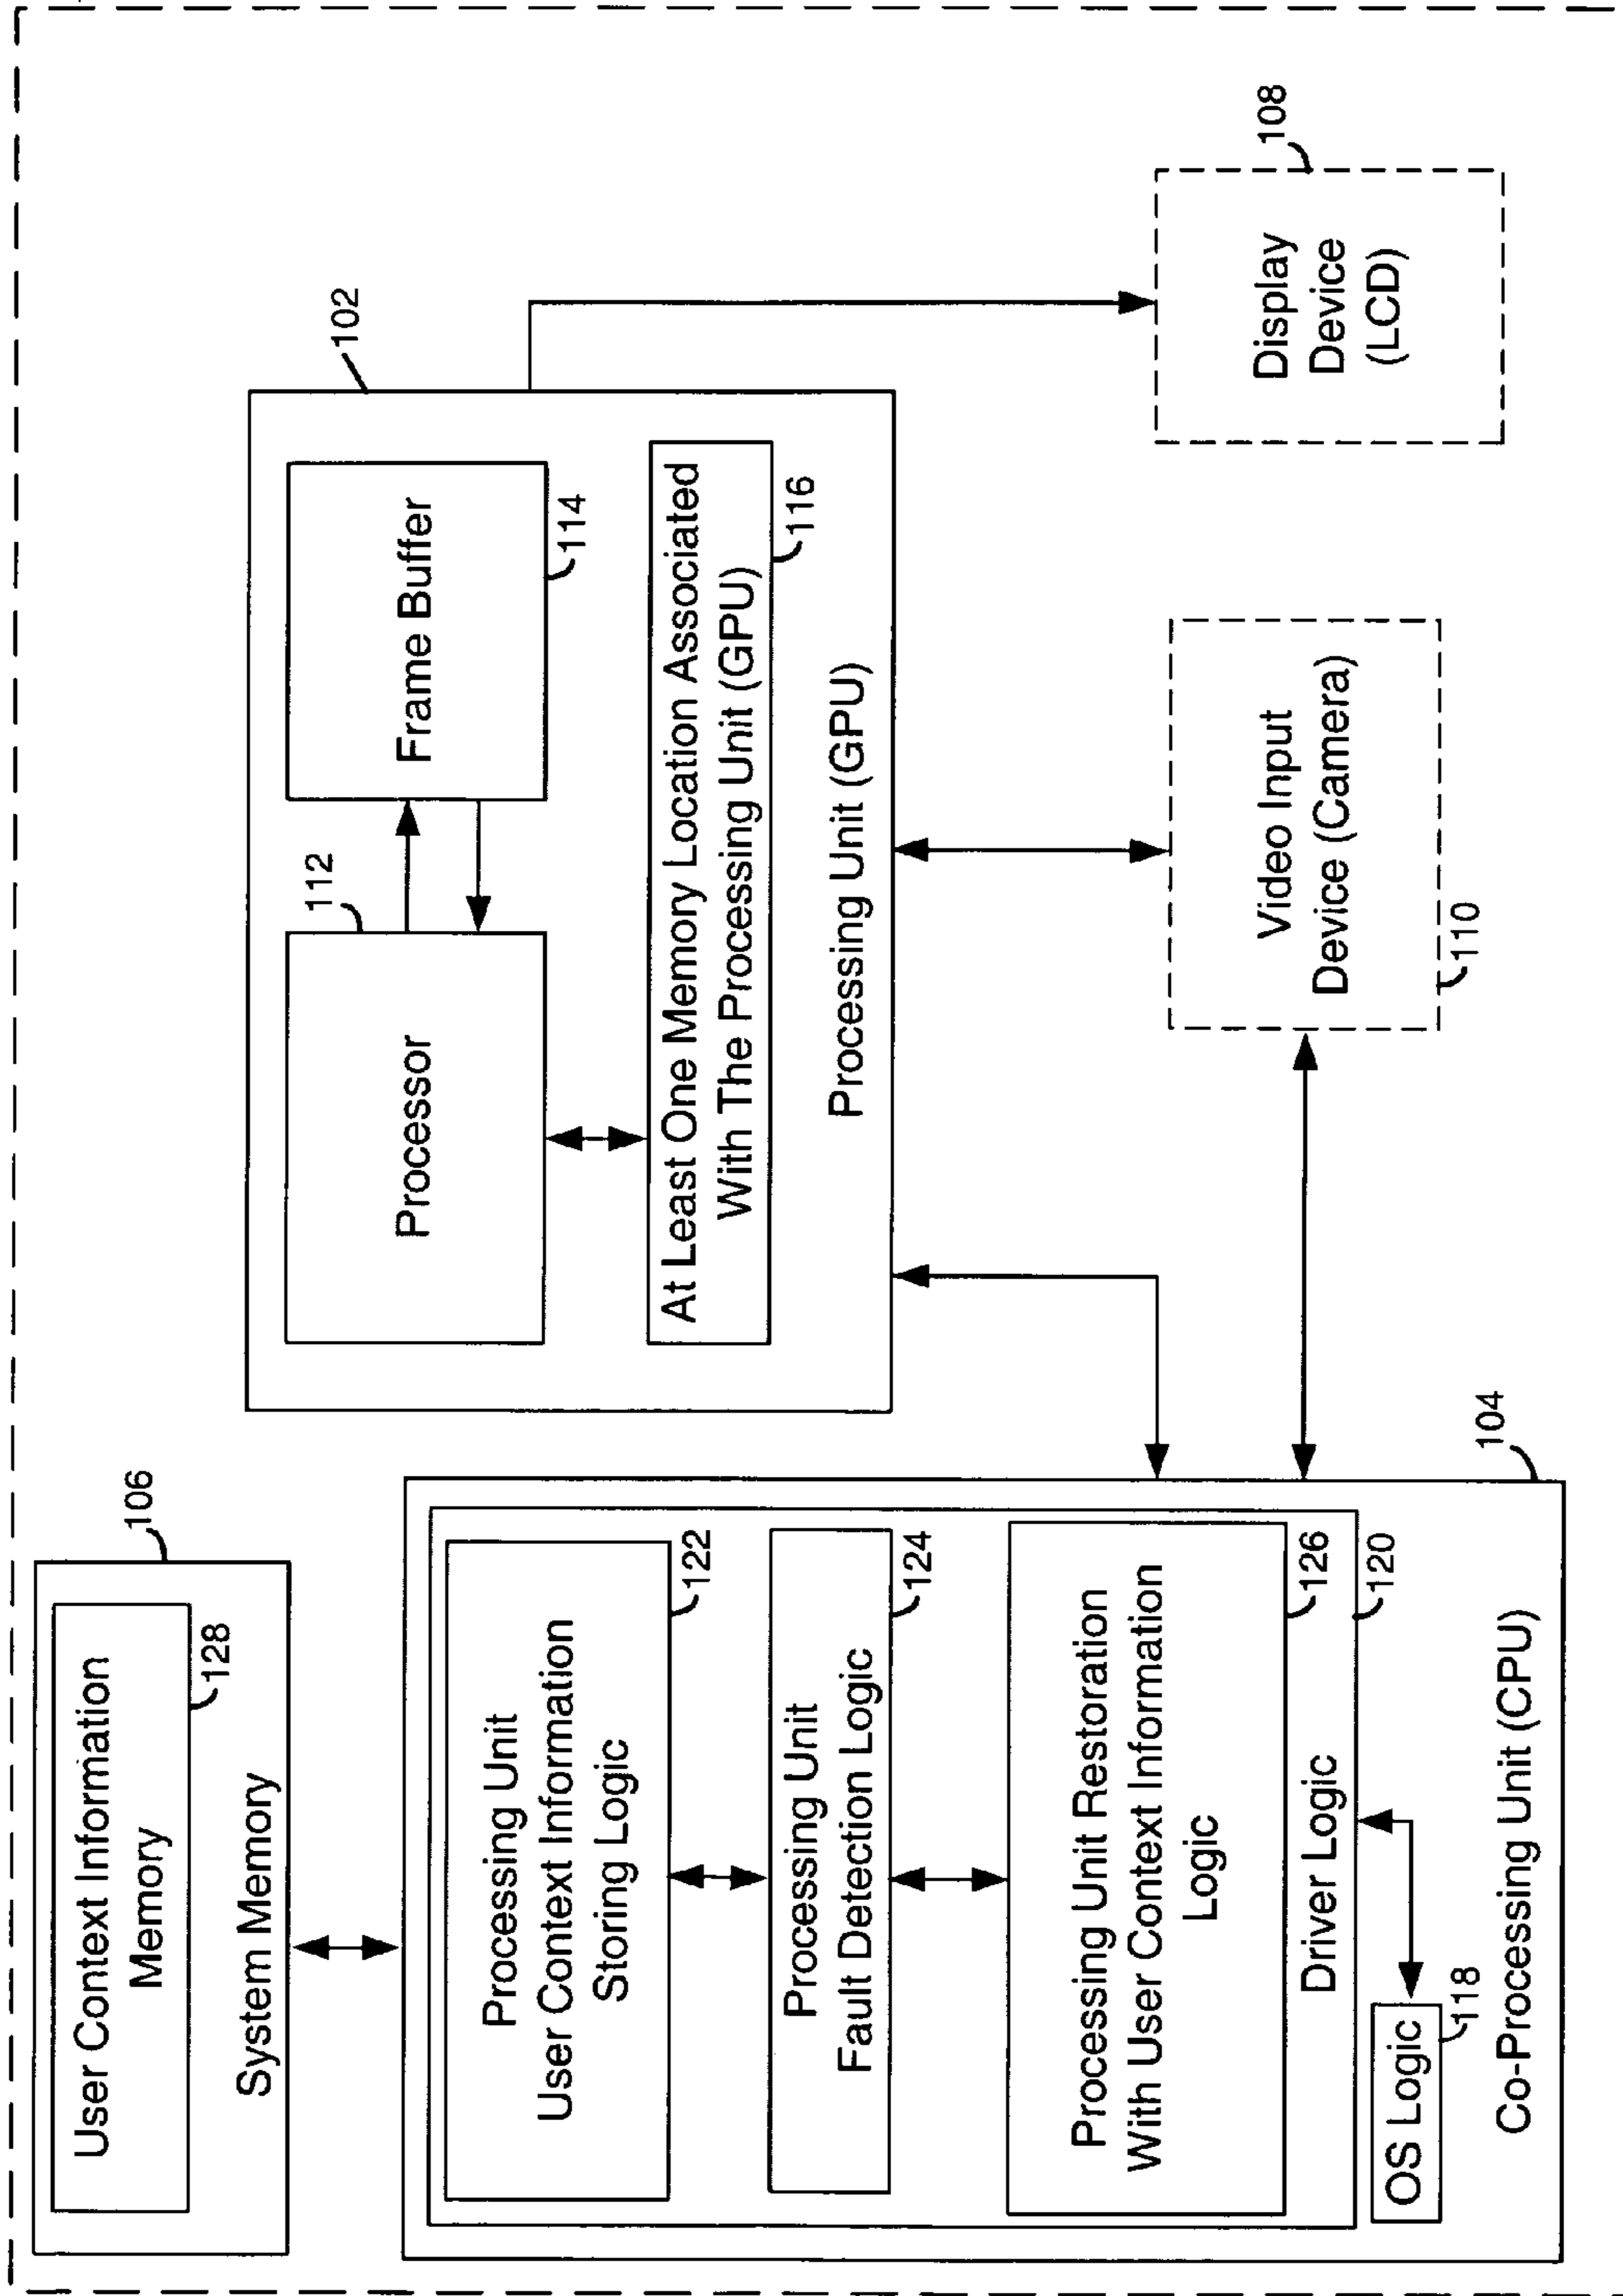 106
User Context Information
Memory
128
System Memory
Processing Unit
User Context Information
Storing Logic
122
Processing Unit
Fault Detection Logic
124
Processing Unit Restoration
With User Context Information
Logic
126
Driver Logic
120
OS Logic
118
Co-Processing Unit (CPU)
104
102
Processor
112
Frame Buffer
114
At Least One Memory Location Associated
With The Processing Unit (GPU)
116
Processing Unit (GPU)
Video Input
Device (Camera)
110
Display
Device
(LCD)
108